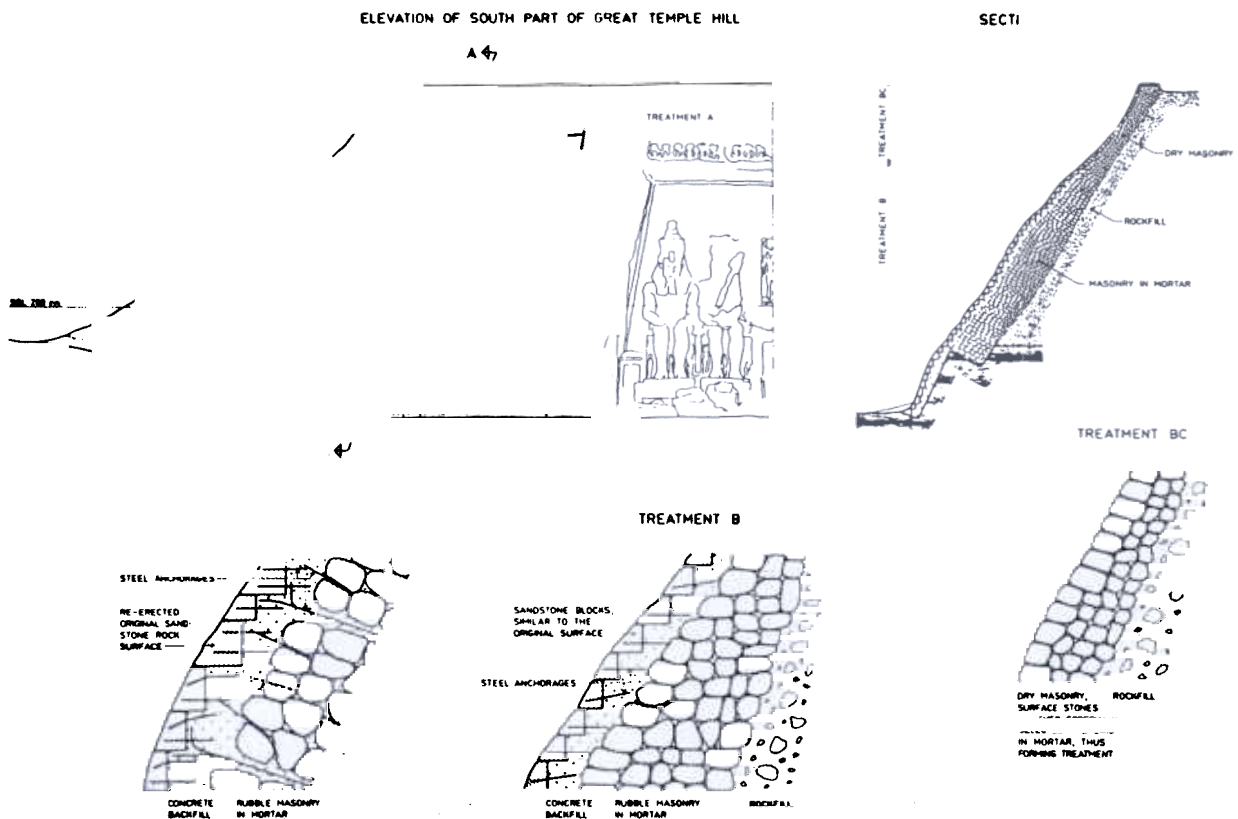 ELEVATION OF SOUTH PART OF GREAT TEMPLE HILL
SECTI
A
TREATMENT A
TREATMENT BC
TREATMENT B
DRY MASONRY
ROCKFILL
MASONRY IN MORTAR
TREATMENT BC
TREATMENT B
STEEL ANCHORAGES
RE-ERECTED
ORIGINAL SAND-
STONE ROCK
SURFACE
SANDSTONE BLOCKS,
SIMILAR TO THE
ORIGINAL SURFACE
STEEL ANCHORAGES
DRY MASONRY,
SURFACE STONES
ROCKFILL
IN MORTAR, THUS
FORMING TREATMENT
CONCRETE
BACKFILL
RUBBLE MASONRY
IN MORTAR
CONCRETE
BACKFILL
RUBBLE MASONRY
IN MORTAR
ROCKFILL